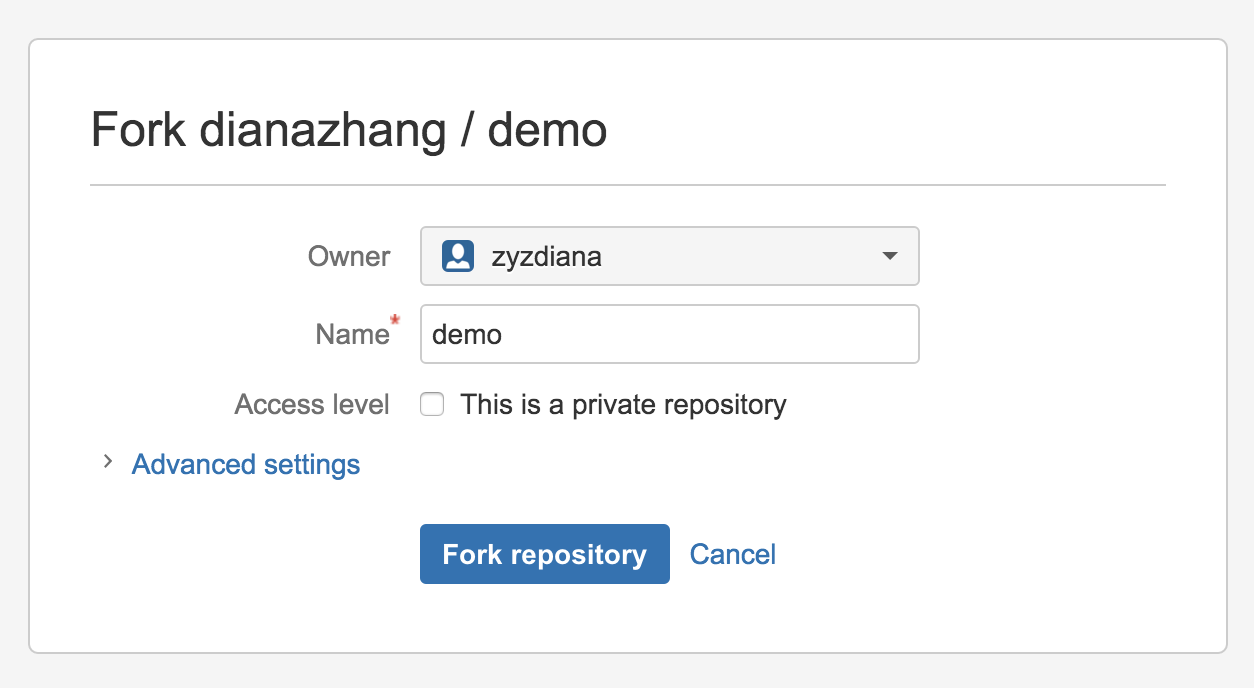 Fork dianazhang / demo
Owner zyzdiana
Name* demo
Access level This is a private repository
Advanced settings
Fork repository Cancel